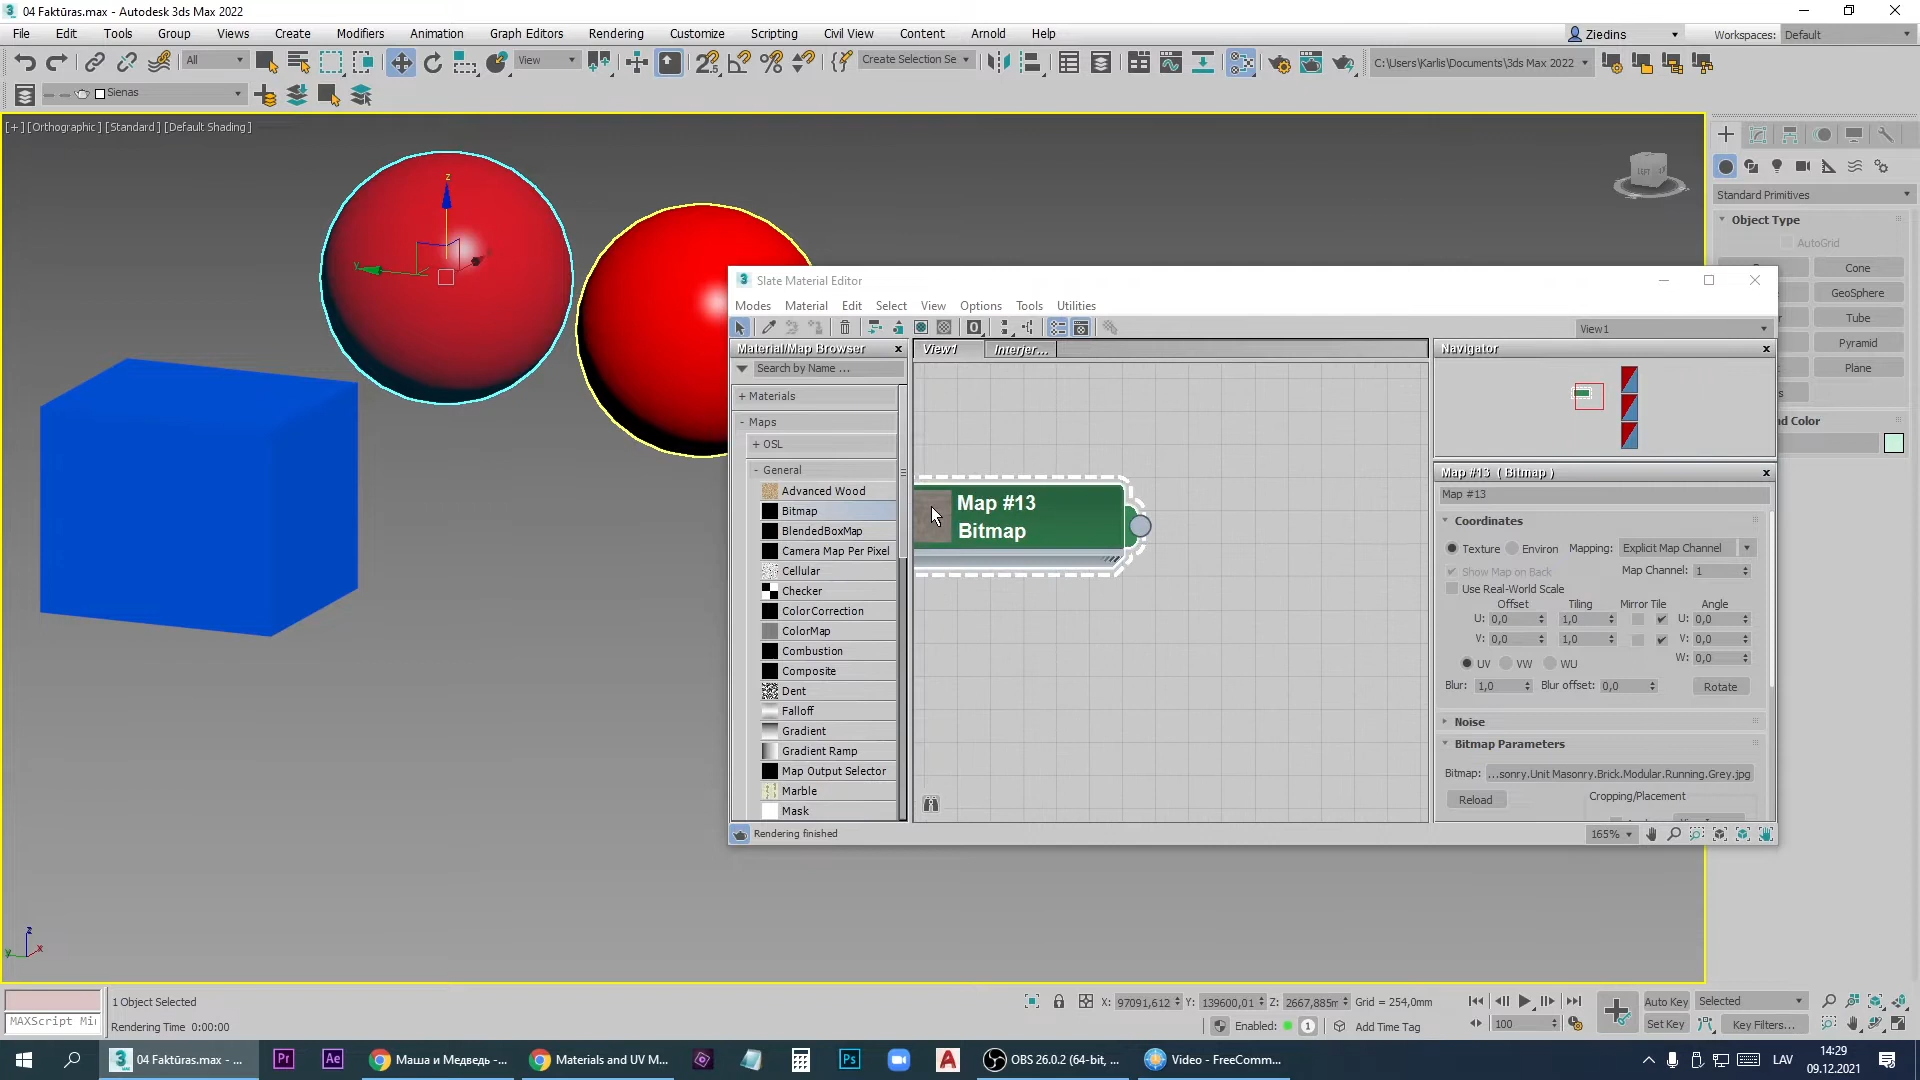 04 Faktūras.max - Autodesk 3ds Max 2022
File Edit Tools Group Views Create Modifiers Animation Graph Editors Rendering Customize Scripting Civil View Content Arnold Help
Ziedins Workspaces: Default
All View Create Selection Se C:\Users\Karlis\Documents\3ds Max 2022
Sienas
[+] [Orthographic] [Standard] [Default Shading]
Standard Primitives
Object Type
AutoGrid
Cone
GeoSphere
Tube
Pyramid
Plane
nd Color
z
y
Slate Material Editor
Modes Material Edit Select View Options Tools Utilities
View1
Material/Map Browser
Search by Name ...
+ Materials
- Maps
+ OSL
- General
Advanced Wood
Bitmap
BlendedBoxMap
Camera Map Per Pixel
Cellular
Checker
ColorCorrection
ColorMap
Combustion
Composite
Dent
Falloff
Gradient
Gradient Ramp
Map Output Selector
Marble
Mask
View1 Interjer...
Map #13
Bitmap
Navigator
Map #13 ( Bitmap )
Map #13
Coordinates
Texture Environ Mapping: Explicit Map Channel
Show Map on Back Map Channel: 1
Use Real-World Scale
Offset Tiling Mirror Tile Angle
U: 0,0 1,0 U: 0,0
V: 0,0 1,0 V: 0,0
W: 0,0
UV VW WU
Blur: 1,0 Blur offset: 0,0 Rotate
Noise
Bitmap Parameters
Bitmap: ...sonry.Unit Masonry.Brick.Modular.Running.Grey.jpg
Reload Cropping/Placement
Rendering finished 165%
z
y x
1 Object Selected X: 97091,612 Y: 139600,01 Z: 2667,885m Grid = 254,0mm Auto Key Selected
MAXScript Mi Rendering Time 0:00:00 Enabled: 1 Add Time Tag 100 Set Key Key Filters...
04 Faktūras.max - ... Маша и Медведь -... Materials and UV M... OBS 26.0.2 (64-bit, ... Video - FreeComm... LAV 14:29
09.12.2021